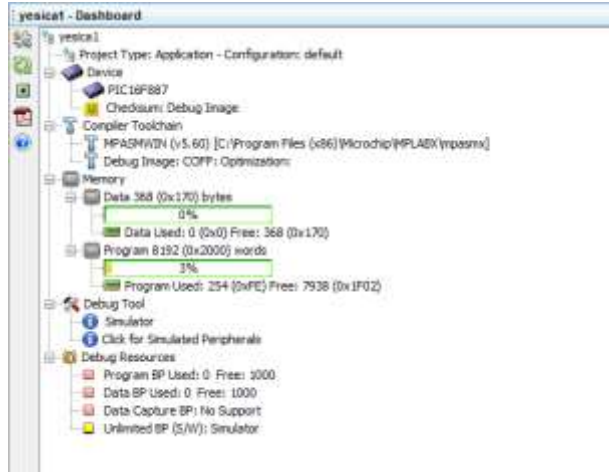 yesica1 - Dashboard
yesica1
Project Type: Application - Configuration: default
Device
PIC16F887
Checksum: Debug Image
Compiler Toolchain
MPASMWIN (v5.60) [C:\Program Files (x86)\Microchip\MPLABX\mpasmx]
Debug Image: COFF: Optimization:
Memory
Data 368 (0x170) bytes
0%
Data Used: 0 (0x0) Free: 368 (0x170)
Program 8192 (0x2000) words
3%
Program Used: 254 (0xFE) Free: 7938 (0x1F02)
Debug Tool
Simulator
Click for Simulated Peripherals
Debug Resources
Program BP Used: 0 Free: 1000
Data BP Used: 0 Free: 1000
Data Capture BP: No Support
Unlimited BP (S/W): Simulator